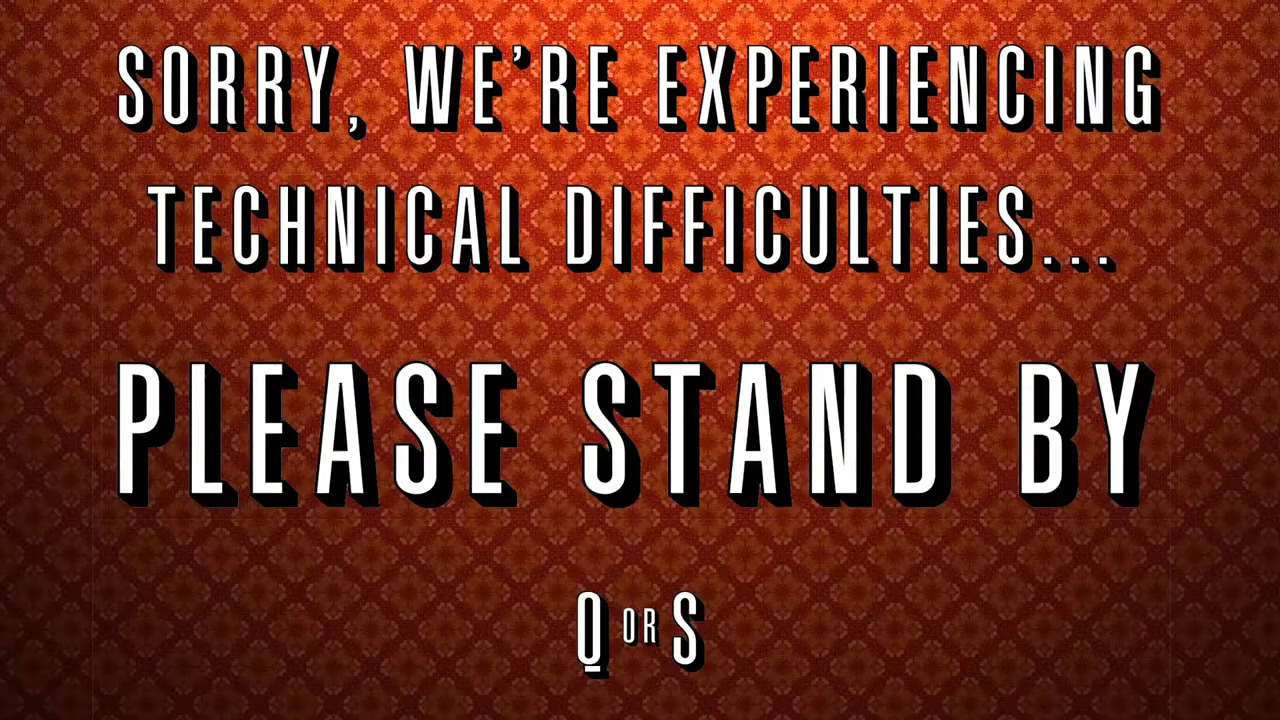 SORRY, WE’RE EXPERIENCING
TECHNICAL DIFFICULTIES...
PLEASE STAND BY
Q OR S